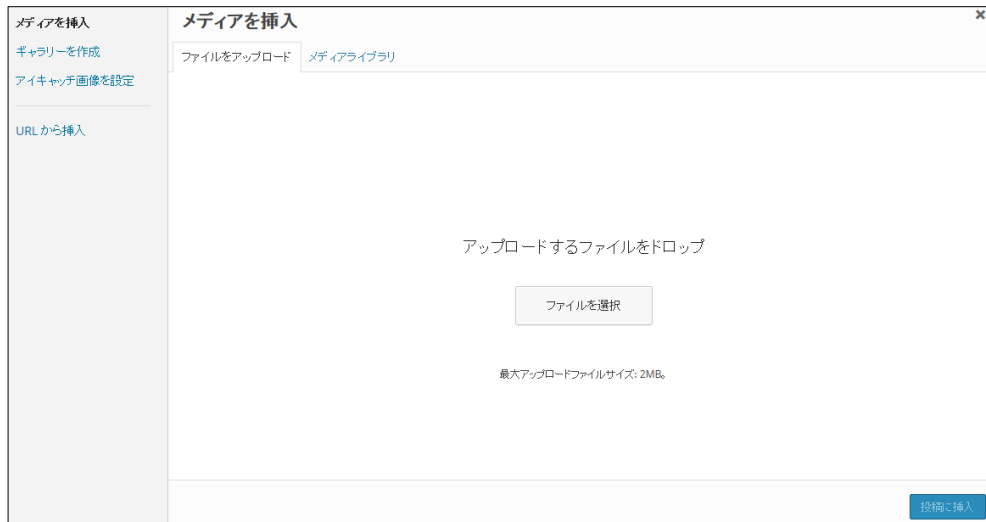 メディアを挿入
ギャラリーを作成
アイキャッチ画像を設定
URL から挿入
メディアを挿入
ファイルをアップロード メディアライブラリ
アップロードするファイルをドロップ
ファイルを選択
最大アップロードファイルサイズ: 2MB。
投稿に挿入